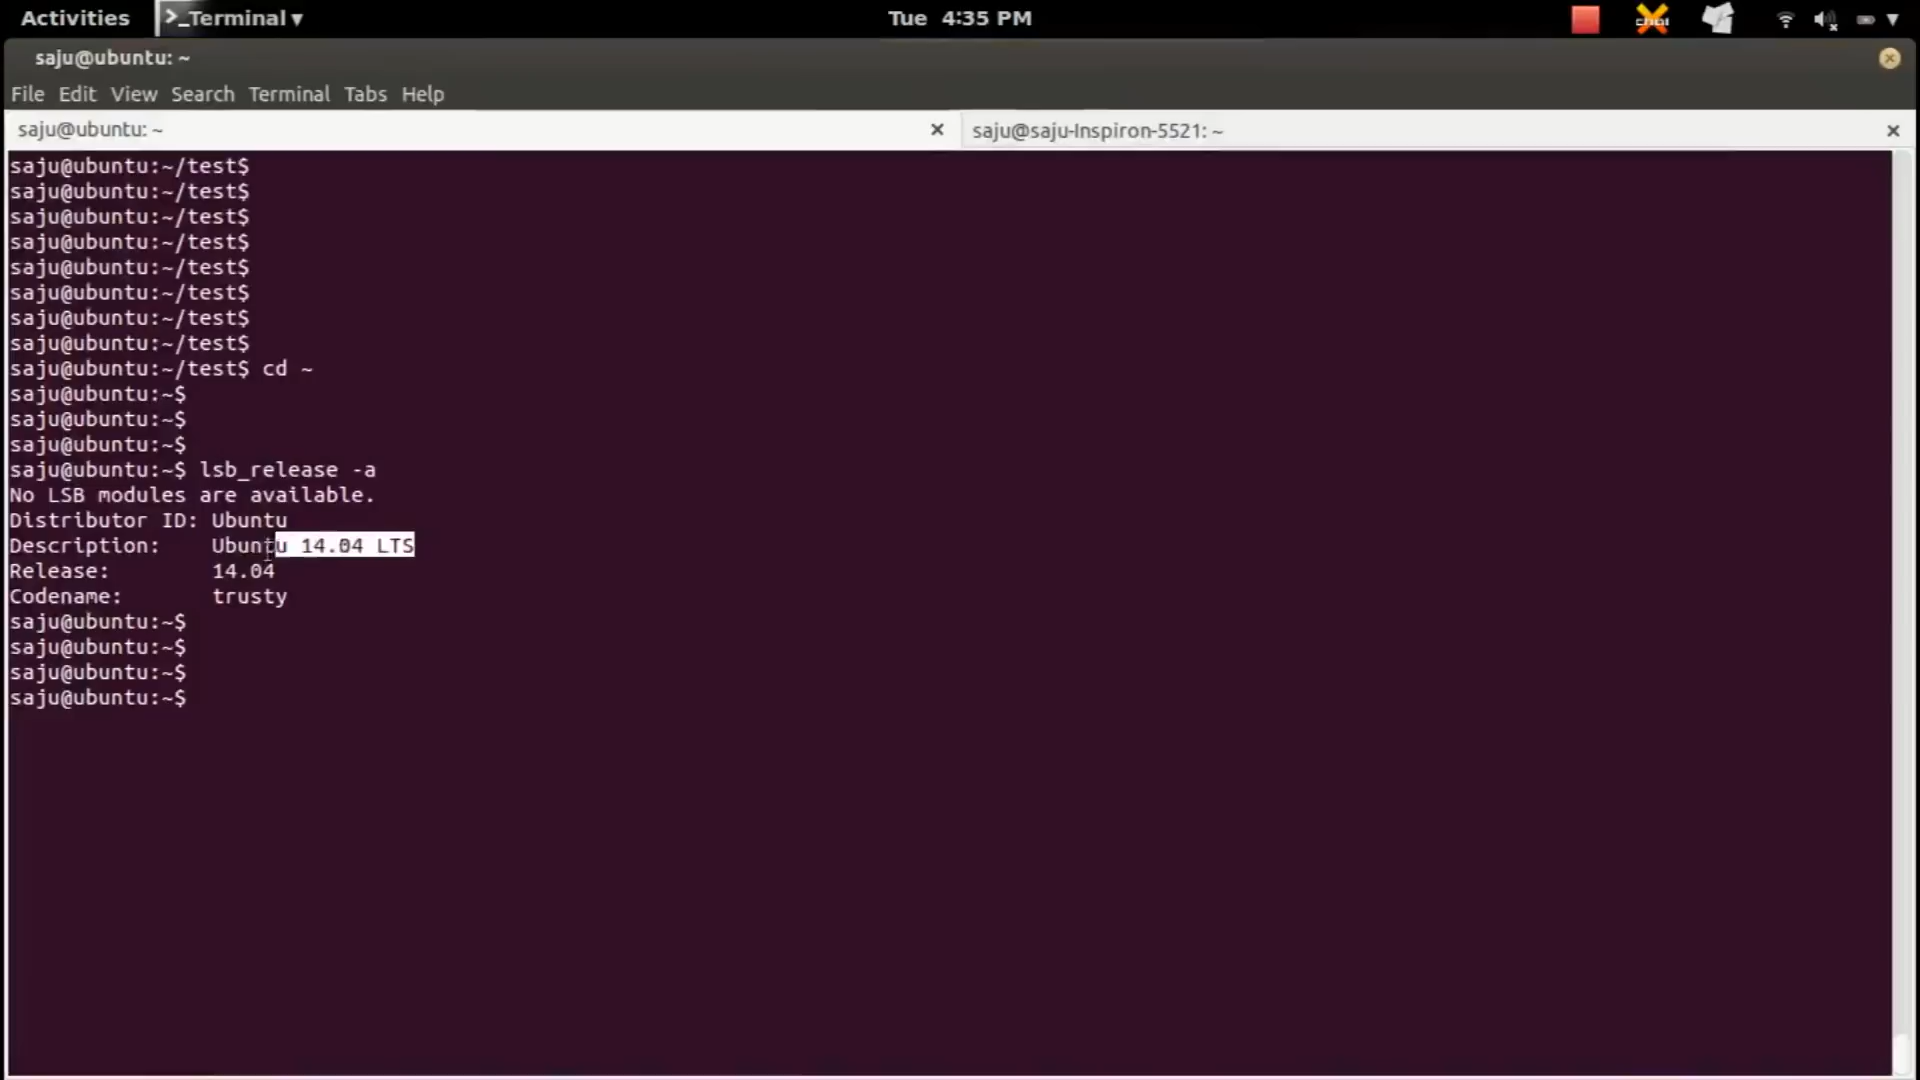 Activities >_Terminal ▾ Tue 4:35 PM
saju@ubuntu: ~
File Edit View Search Terminal Tabs Help
saju@ubuntu: ~ saju@saju-Inspiron-5521: ~
saju@ubuntu:~/test$
saju@ubuntu:~/test$
saju@ubuntu:~/test$
saju@ubuntu:~/test$
saju@ubuntu:~/test$
saju@ubuntu:~/test$
saju@ubuntu:~/test$
saju@ubuntu:~/test$
saju@ubuntu:~/test$ cd ~
saju@ubuntu:~$
saju@ubuntu:~$
saju@ubuntu:~$
saju@ubuntu:~$ lsb_release -a
No LSB modules are available.
Distributor ID: Ubuntu
Description: Ubuntu 14.04 LTS
Release: 14.04
Codename: trusty
saju@ubuntu:~$
saju@ubuntu:~$
saju@ubuntu:~$
saju@ubuntu:~$